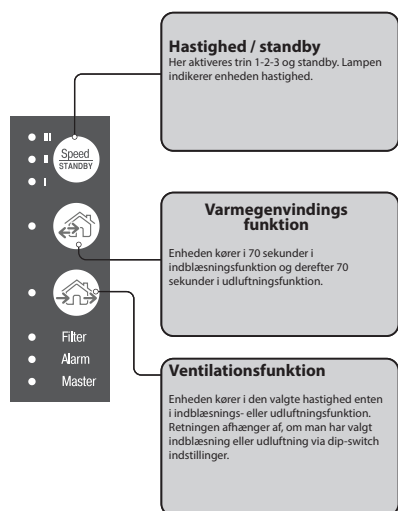 Hastighed / standby
Her aktiveres trin 1-2-3 og standby. Lampen
indikerer enheden hastighed.
III
Speed
STANDBY
II
I
Varmegenvindings
funktion
Enheden kører i 70 sekunder i
indblæsningsfunktion og derefter 70
sekunder i udluftningsfunktion.
Filter
Alarm
Master
Ventilationsfunktion
Enheden kører i den valgte hastighed enten
i indblæsnings- eller udluftningsfunktion.
Retningen afhænger af, om man har valgt
indblæsning eller udluftning via dip-switch
indstillinger.